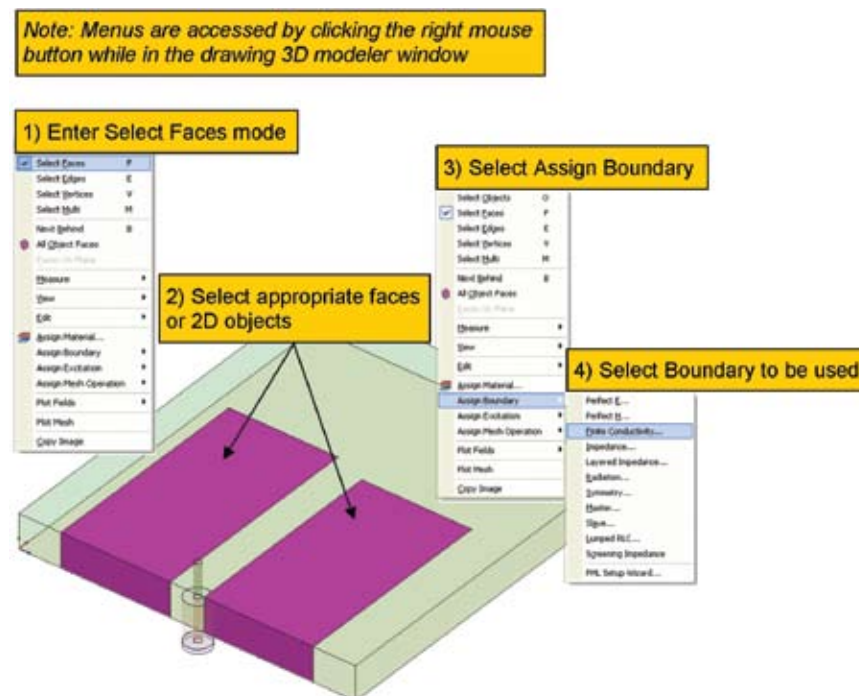 Note: Menus are accessed by clicking the right mouse
button while in the drawing 3D modeler window
1) Enter Select Faces mode
Select Faces F
Select Edges E
Select Vertices V
Select Multi M
Next Behind B
All Object Faces
Faces On Plane
Measure
View
Edit
Assign Material...
Assign Boundary
Assign Excitation
Assign Mesh Operation
Plot Fields
Plot Mesh
Copy Image
2) Select appropriate faces
or 2D objects
3) Select Assign Boundary
Select Objects O
Select Faces F
Select Edges E
Select Vertices V
Select Multi M
Next Behind B
All Object Faces
Faces On Plane
Measure
View
Edit
Assign Material...
Assign Boundary
Assign Excitation
Assign Mesh Operation
Plot Fields
Plot Mesh
Copy Image
4) Select Boundary to be used
Perfect E...
Perfect H...
Finite Conductivity...
Impedance...
Layered Impedance...
Radiation...
Symmetry...
Master...
Slave...
Lumped RLC...
Screening Impedance
PML Setup Wizard...